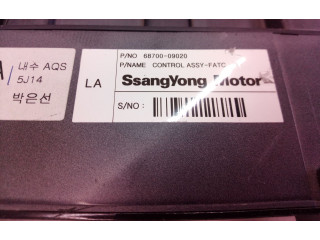 내수 AQS
5J14
박은선
LA
P/NO 68700-09020
P/NAME CONTROL ASSY-FATC
SsangYong Motor
S/NO :